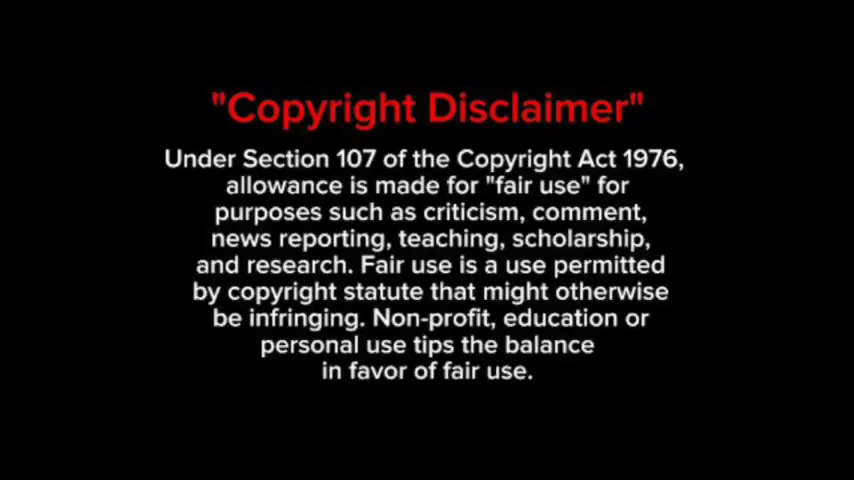 "Copyright Disclaimer"
Under Section 107 of the Copyright Act 1976,
allowance is made for "fair use" for
purposes such as criticism, comment,
news reporting, teaching, scholarship,
and research. Fair use is a use permitted
by copyright statute that might otherwise
be infringing. Non-profit, education or
personal use tips the balance
in favor of fair use.